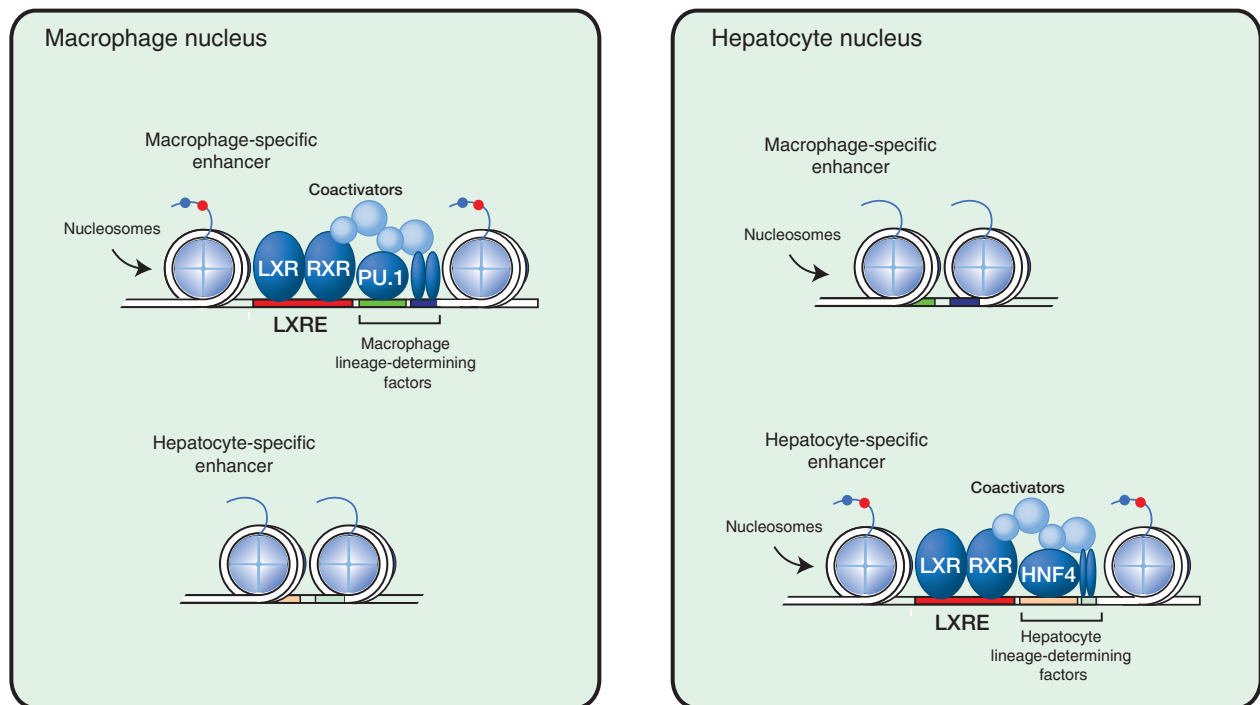 Macrophage nucleus
Macrophage-specific
enhancer
Coactivators
Nucleosomes
LXR
RXR
PU.1
LXRE
Macrophage
lineage-determining
factors
Hepatocyte-specific
enhancer
Hepatocyte nucleus
Macrophage-specific
enhancer
Nucleosomes
Hepatocyte-specific
enhancer
Coactivators
Nucleosomes
LXR
RXR
HNF4
LXRE
Hepatocyte
lineage-determining
factors